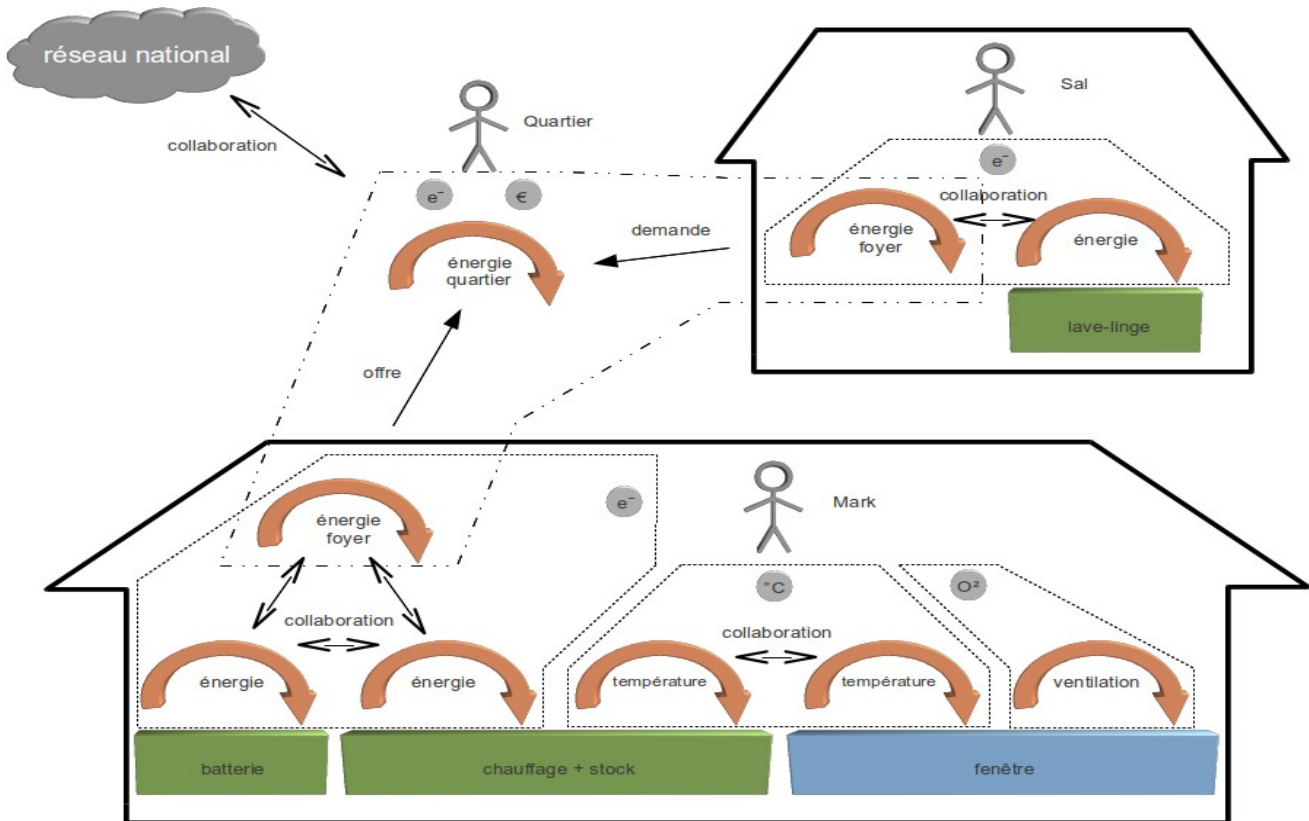 réseau national
collaboration
Quartier
e⁻
€
énergie
quartier
demande
offre
Sal
e⁻
collaboration
énergie
foyer
énergie
lave-linge
Mark
e⁻
énergie
foyer
collaboration
énergie
énergie
°C
collaboration
température
température
O²
ventilation
batterie
chauffage + stock
fenêtre